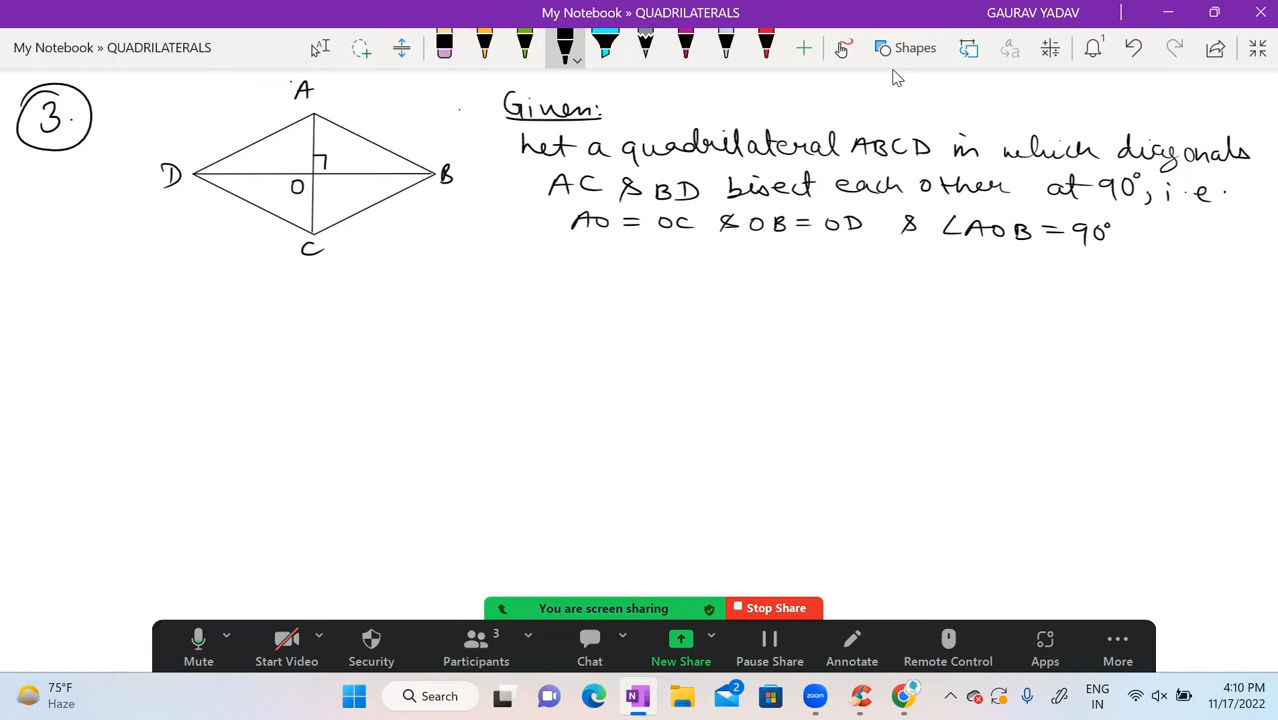 My Notebook » QUADRILATERALS
GAURAV YADAV
My Notebook » QUADRILATERALS
Shapes
3.
A
D
O
B
C
Given:
Let a quadrilateral ABCD in which diagonals
AC & BD bisect each other at 90°, i.e.
AO = OC & OB = OD & ∠AOB = 90°
You are screen sharing
Stop Share
Mute
Start Video
Security
3
Participants
Chat
New Share
Pause Share
Annotate
Remote Control
Apps
More
75°F
Haze
Search
2
ENG
IN
4:10 PM
11/17/2022